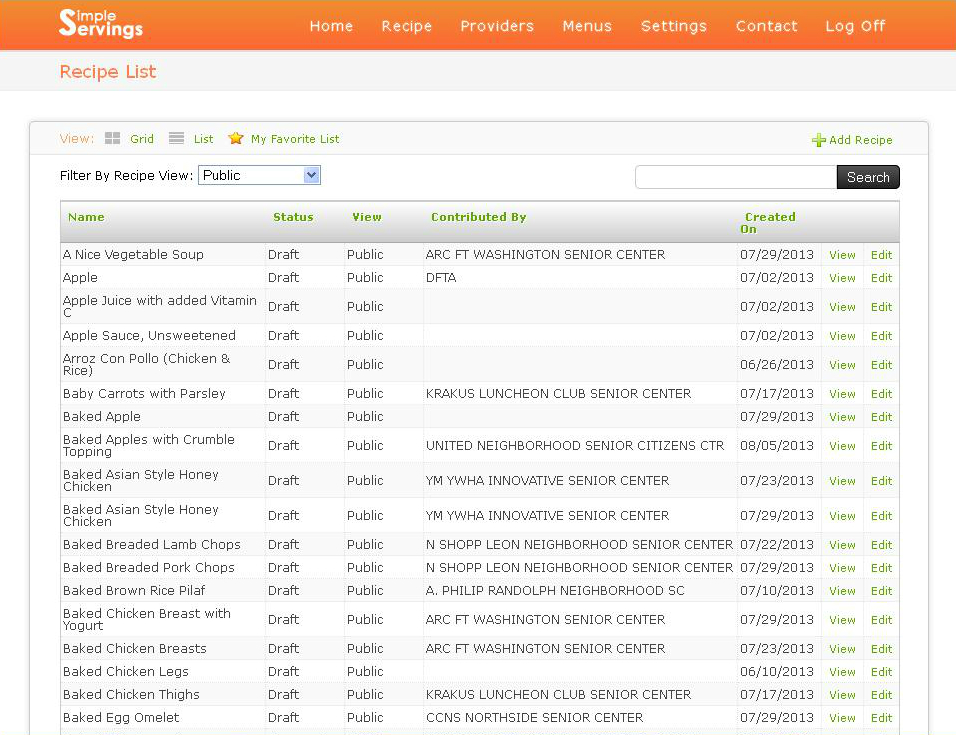 Simple Servings
Home Recipe Providers Menus Settings Contact Log Off
Recipe List
View: Grid List My Favorite List Add Recipe
Filter By Recipe View: Public Search
Name Status View Contributed By Created On
A Nice Vegetable Soup Draft Public ARC FT WASHINGTON SENIOR CENTER 07/29/2013 View Edit
Apple Draft Public DFTA 07/02/2013 View Edit
Apple Juice with added Vitamin C Draft Public 07/02/2013 View Edit
Apple Sauce, Unsweetened Draft Public 07/02/2013 View Edit
Arroz Con Pollo (Chicken & Rice) Draft Public 06/26/2013 View Edit
Baby Carrots with Parsley Draft Public KRAKUS LUNCHEON CLUB SENIOR CENTER 07/17/2013 View Edit
Baked Apple Draft Public 07/29/2013 View Edit
Baked Apples with Crumble Topping Draft Public UNITED NEIGHBORHOOD SENIOR CITIZENS CTR 08/05/2013 View Edit
Baked Asian Style Honey Chicken Draft Public YM YWHA INNOVATIVE SENIOR CENTER 07/23/2013 View Edit
Baked Asian Style Honey Chicken Draft Public YM YWHA INNOVATIVE SENIOR CENTER 07/29/2013 View Edit
Baked Breaded Lamb Chops Draft Public N SHOPP LEON NEIGHBORHOOD SENIOR CENTER 07/22/2013 View Edit
Baked Breaded Pork Chops Draft Public N SHOPP LEON NEIGHBORHOOD SENIOR CENTER 07/29/2013 View Edit
Baked Brown Rice Pilaf Draft Public A. PHILIP RANDOLPH NEIGHBORHOOD SC 07/10/2013 View Edit
Baked Chicken Breast with Yogurt Draft Public ARC FT WASHINGTON SENIOR CENTER 07/29/2013 View Edit
Baked Chicken Breasts Draft Public ARC FT WASHINGTON SENIOR CENTER 07/23/2013 View Edit
Baked Chicken Legs Draft Public 06/10/2013 View Edit
Baked Chicken Thighs Draft Public KRAKUS LUNCHEON CLUB SENIOR CENTER 07/17/2013 View Edit
Baked Egg Omelet Draft Public CCNS NORTHSIDE SENIOR CENTER 07/29/2013 View Edit